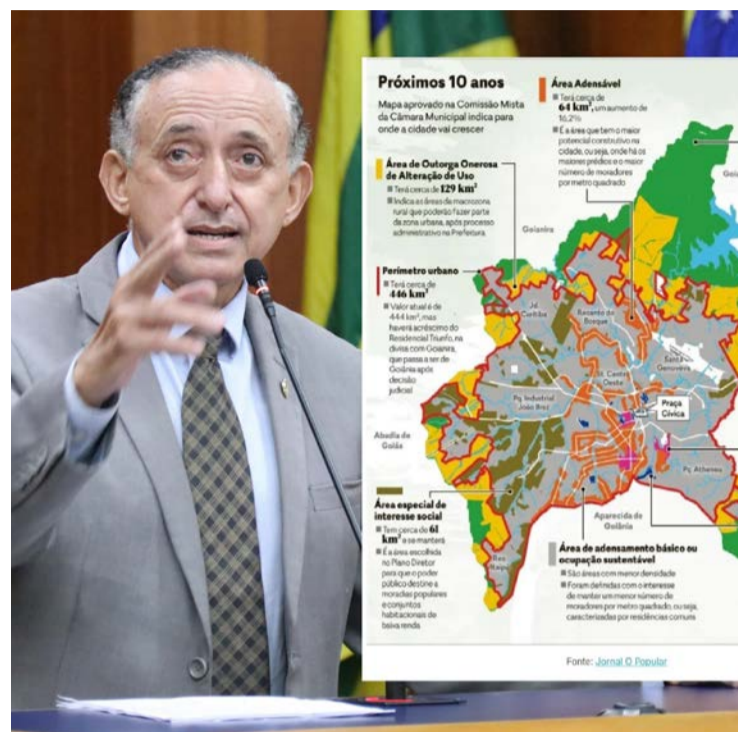 Próximos 10 anos
Mapa aprovado na Comissão Mista
da Câmara Municipal indica para
onde a cidade vai crescer
Área de Outorga Onerosa
de Alteração de Uso
Terá cerca de 129 km²
Indica as áreas da macrozona
rural que poderão fazer parte
da zona urbana, após processo
administrativo na Prefeitura
Perímetro urbano
Terá cerca de
446 km²
Valor atual é de
444 km², mas
haverá acréscimo do
Residencial Triunfo, na
divisa com Goianira,
que passa a ser de
Goiânia após
decisão
judicial
Área Adensável
Terá cerca de
64 km², um aumento de
16,2%
É a área que tem o maior
potencial construtivo na
cidade, ou seja, onde há os
maiores prédios e o maior
número de moradores
por metro quadrado
Goianira
Jd.
Curitiba
Recanto do
Bosque
Santa
Genoveva
St. Centro
Oeste
Pq. Industrial
João Braz
Praça
Cívica
Abadia de
Goiás
Pq. Atheneu
Aparecida de
Goiânia
Res.
Itaipu
Área especial de
interesse social
Tem cerca de 61
km² e se manterá
É a área escolhida
no Plano Diretor
para que o poder
público destine a
moradias populares
e conjuntos
habitacionais de
baixa renda
Área de adensamento básico ou
ocupação sustentável
São áreas com menor densidade
Foram definidas com o interesse
de manter um menor número de
moradores por metro quadrado, ou seja,
caracterizadas por residências comuns
Fonte: Jornal O Popular